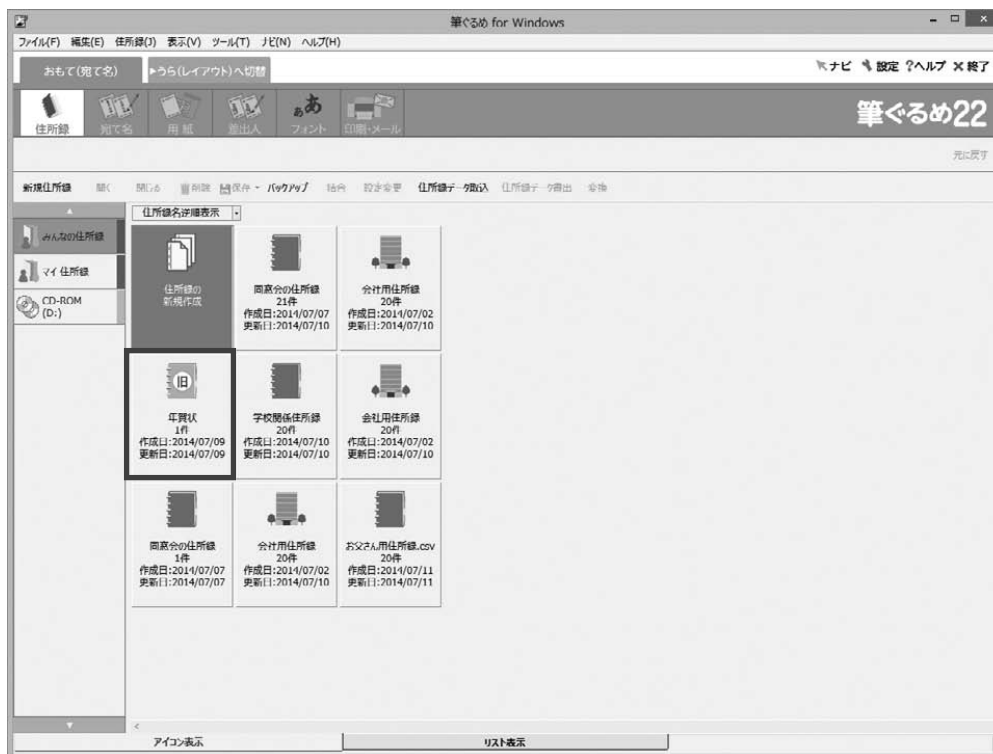 筆ぐるめ for Windows
ファイル(F) 編集(E) 住所録(J) 表示(V) ツール(T) ナビ(N) ヘルプ(H)
おもて(宛て名) ▶うら(レイアウト)へ切替
ナビ 設定 ?ヘルプ ×終了
住所録 宛て名 用紙 差出人 フォント 印刷・メール
筆ぐるめ22
元に戻す
新規住所録 開く 閉じる 削除 保存 バックアップ 結合 設定変更 住所録データ取込 住所録データ書出 変換
住所録名逆順表示
みんなの住所録
マイ住所録
CD-ROM
(D:)
住所録の
新規作成
同窓会の住所録
21件
作成日:2014/07/07
更新日:2014/07/10
会社用住所録
20件
作成日:2014/07/02
更新日:2014/07/10
旧
年賀状
1件
作成日:2014/07/09
更新日:2014/07/09
学校関係住所録
20件
作成日:2014/07/10
更新日:2014/07/10
会社用住所録
20件
作成日:2014/07/02
更新日:2014/07/10
同窓会の住所録
1件
作成日:2014/07/07
更新日:2014/07/07
会社用住所録
20件
作成日:2014/07/02
更新日:2014/07/10
お父さん用住所録.csv
20件
作成日:2014/07/11
更新日:2014/07/11
アイコン表示 リスト表示